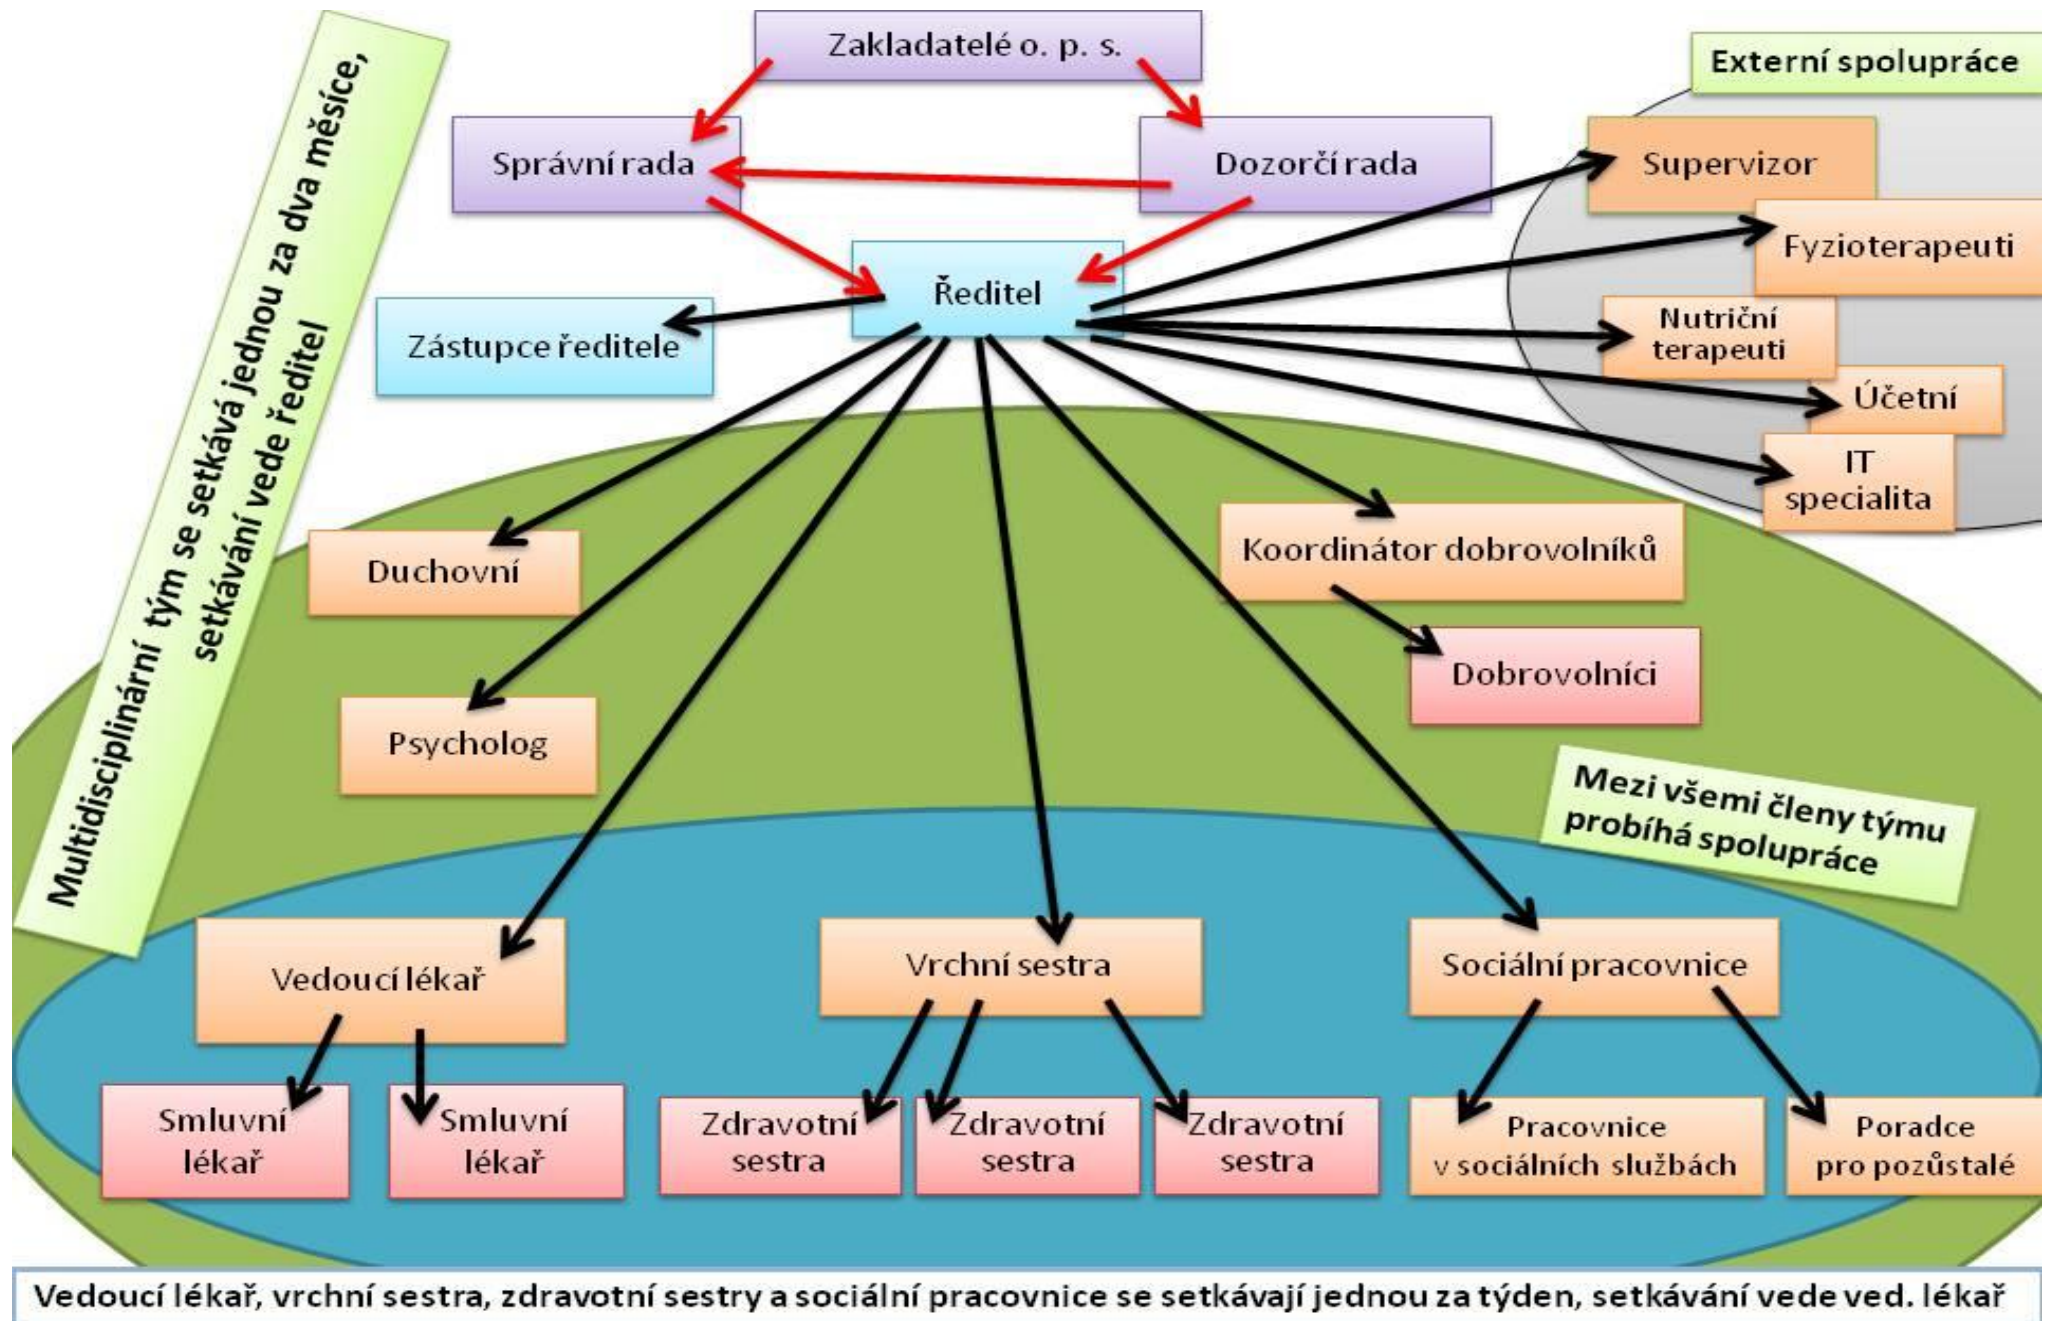 Zakladatelé o. p. s.
Externí spolupráce
Správní rada
Dozorčí rada
Supervizor
Fyzioterapeuti
Ředitel
Zástupce ředitele
Nutriční
terapeuti
Účetní
IT
specialita
Multidisciplinární tým se setkává jednou za dva měsíce,
setkávání vede ředitel
Duchovní
Koordinátor dobrovolníků
Dobrovolníci
Psycholog
Mezi všemi členy týmu
probíhá spolupráce
Vedoucí lékař
Vrchní sestra
Sociální pracovnice
Smluvní
lékař
Smluvní
lékař
Zdravotní
sestra
Zdravotní
sestra
Zdravotní
sestra
Pracovnice
v sociálních službách
Poradce
pro pozůstalé
Vedoucí lékař, vrchní sestra, zdravotní sestry a sociální pracovnice se setkávají jednou za týden, setkávání vede ved. lékař